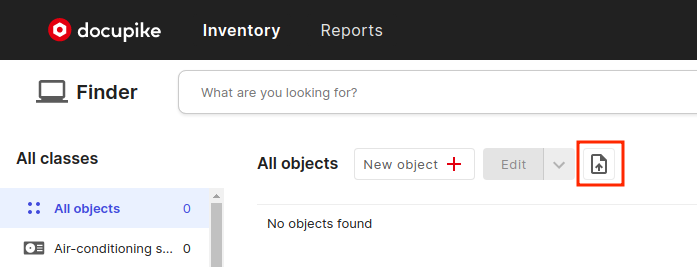 docupike Inventory Reports
Finder
What are you looking for?
All classes
All objects 0
Air-conditioning s... 0
All objects New object Edit
No objects found